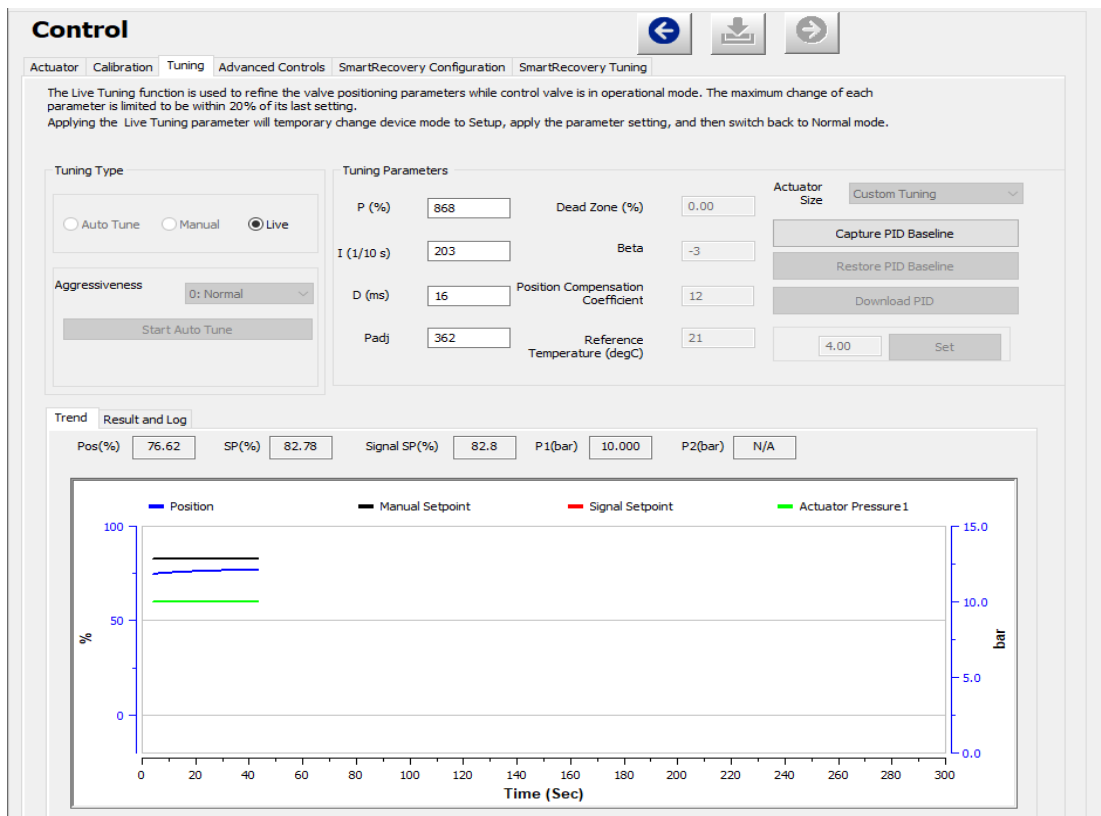 Control
Actuator Calibration Tuning Advanced Controls SmartRecovery Configuration SmartRecovery Tuning
The Live Tuning function is used to refine the valve positioning parameters while control valve is in operational mode. The maximum change of each
parameter is limited to be within 20% of its last setting.
Applying the Live Tuning parameter will temporary change device mode to Setup, apply the parameter setting, and then switch back to Normal mode.
Tuning Type
Auto Tune Manual Live
Aggressiveness 0: Normal
Start Auto Tune
Tuning Parameters
P (%) 868 Dead Zone (%) 0.00
I (1/10 s) 203 Beta -3
D (ms) 16 Position Compensation
Coefficient 12
Padj 362 Reference
Temperature (degC) 21
Actuator
Size Custom Tuning
Capture PID Baseline
Restore PID Baseline
Download PID
4.00 Set
Trend Result and Log
Pos(%) 76.62 SP(%) 82.78 Signal SP(%) 82.8 P1(bar) 10.000 P2(bar) N/A
Position Manual Setpoint Signal Setpoint Actuator Pressure1
100
50
0
%
15.0
10.0
5.0
0.0
bar
0 20 40 60 80 100 120 140 160 180 200 220 240 260 280 300
Time (Sec)